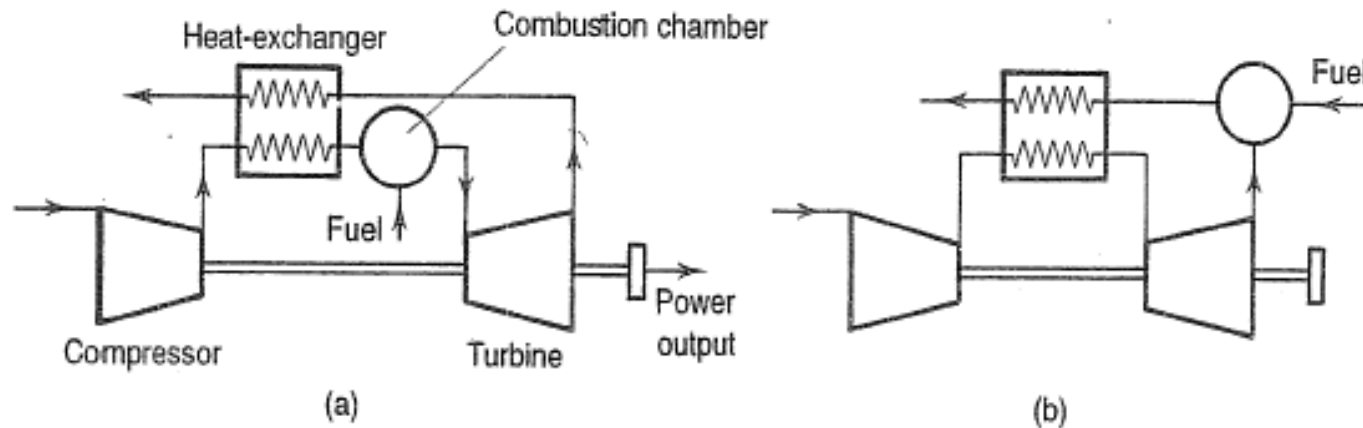 Heat-exchanger
Combustion chamber
Fuel
Compressor
Turbine
Power
output
(a)
Fuel
(b)